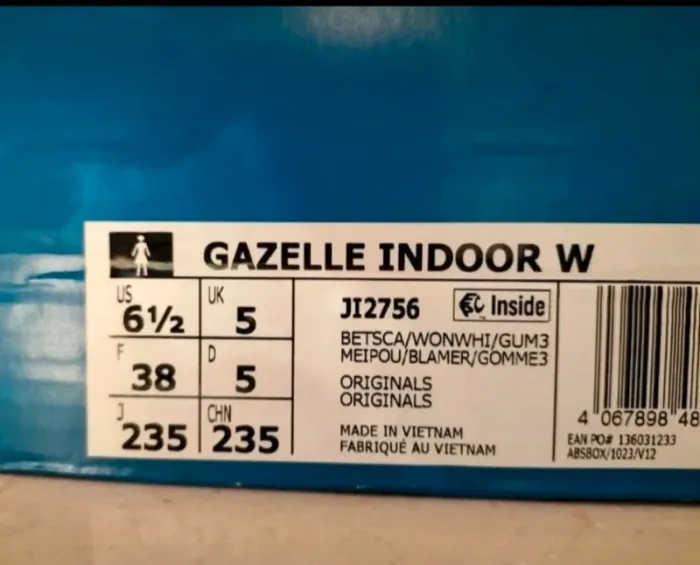 GAZELLE INDOOR W
US 6½ UK 5
F 38 D 5
J 235 CHN 235
JI2756 Inside
BETSCA/WONWHI/GUM3
MEIPOU/BLAMER/GOMME3
ORIGINALS
ORIGINALS
MADE IN VIETNAM
FABRIQUÉ AU VIETNAM
4 067898 48
EAN PO# 136031233
ABSBOX/1023/V12